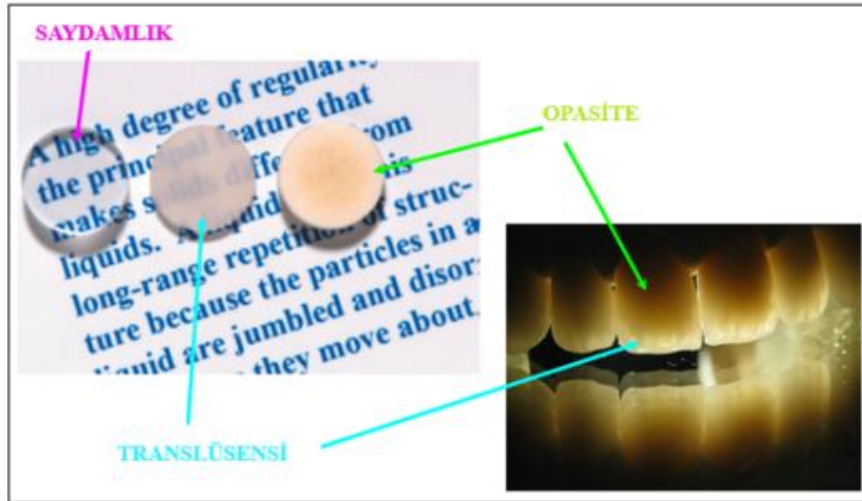 SAYDAMLIK
OPASİTE
A high degree of regularity
the principal feature that
makes solids differ from
liquids. A liquid
long-range repetition of struc-
ture because the particles in a
liquid are jumbled and disor-
they move about
TRANSLÜSENSİ